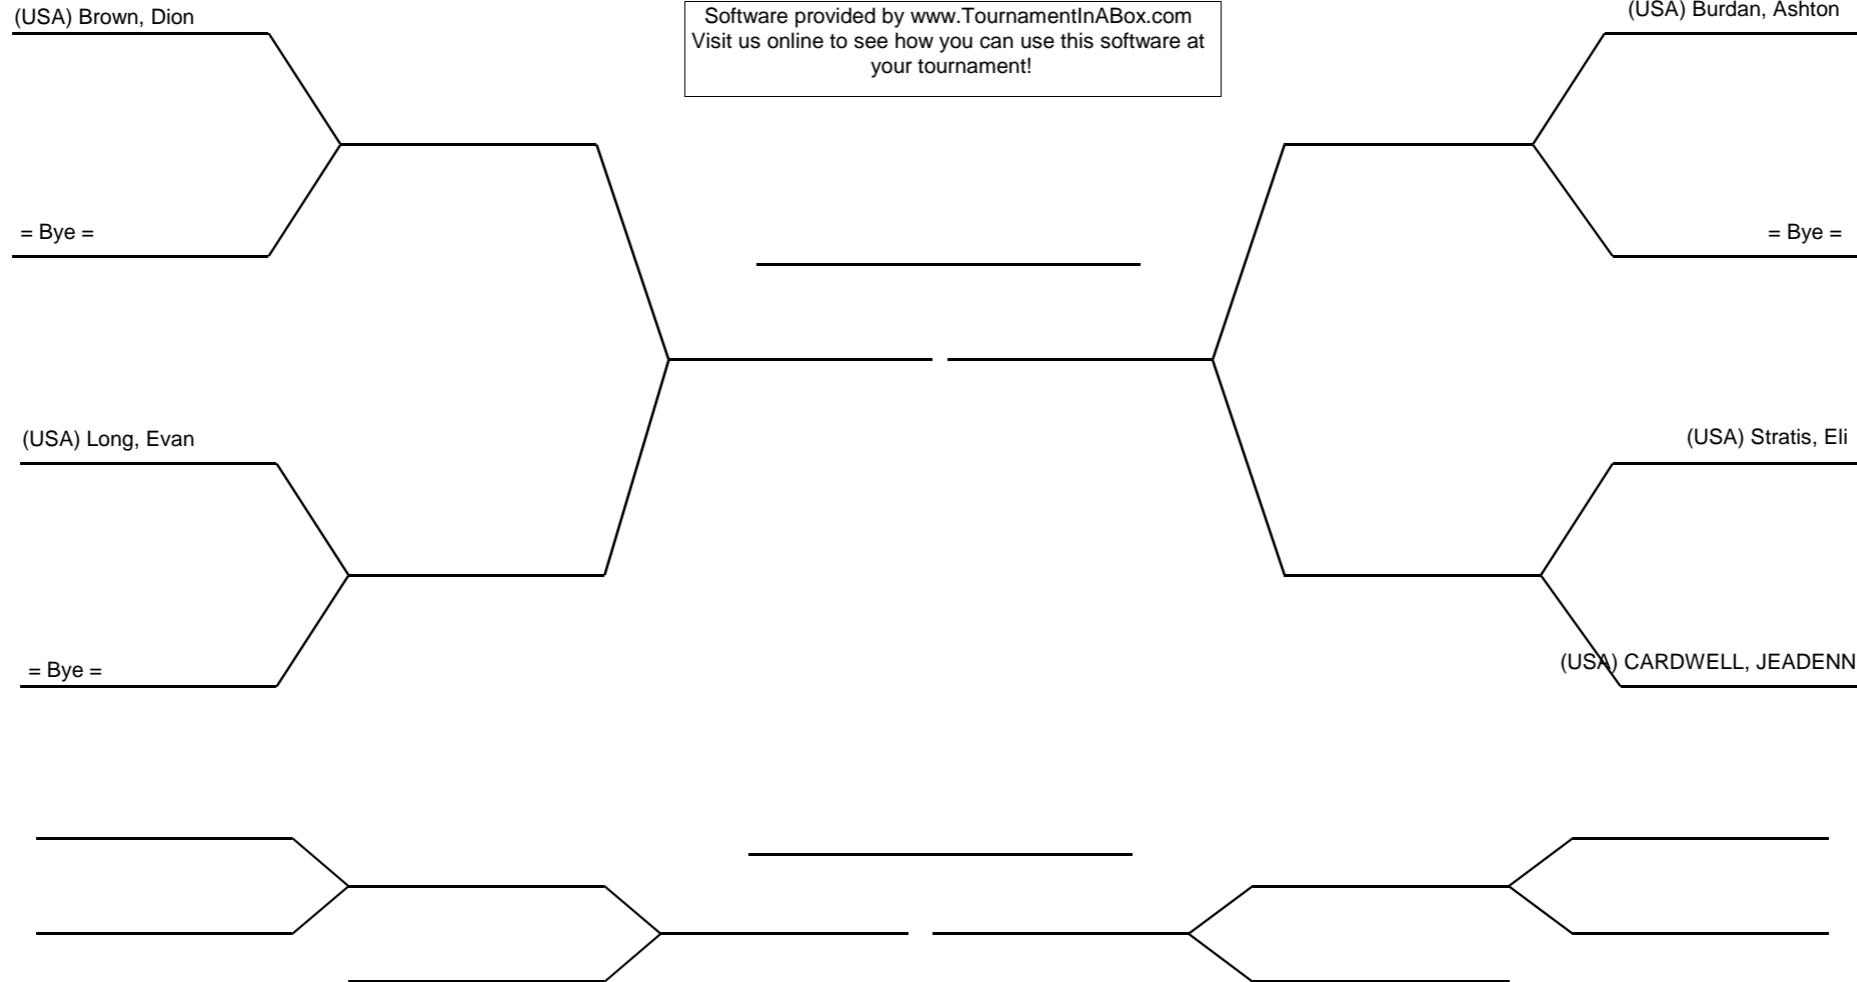 (USA) Brown, Dion
Software provided by www.TournamentInABox.com
Visit us online to see how you can use this software at
your tournament!
(USA) Burdan, Ashton
= Bye =
= Bye =
(USA) Long, Evan
(USA) Stratis, Eli
= Bye =
(USA) CARDWELL, JEADENN